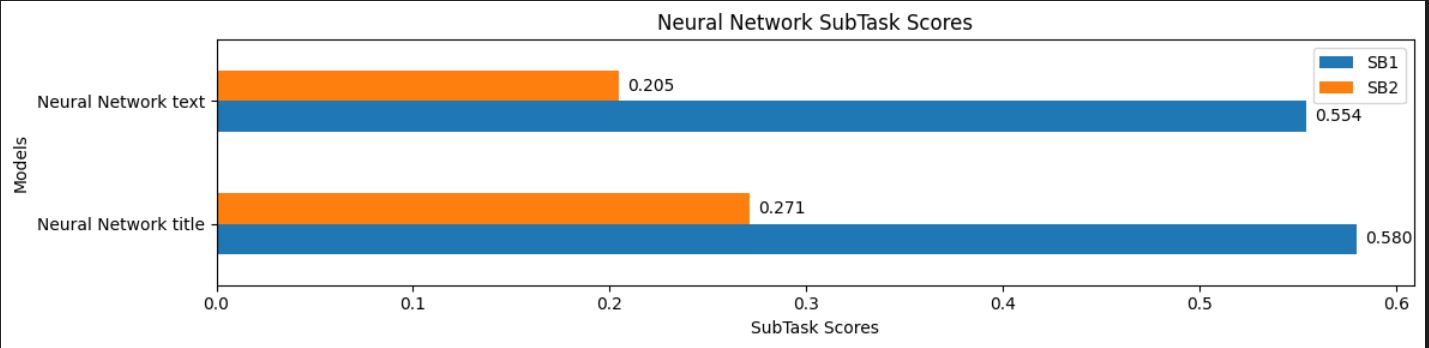 Neural Network SubTask Scores
SB1
SB2
Neural Network text
0.205
0.554
Models
Neural Network title
0.271
0.580
0.0 0.1 0.2 0.3 0.4 0.5 0.6
SubTask Scores